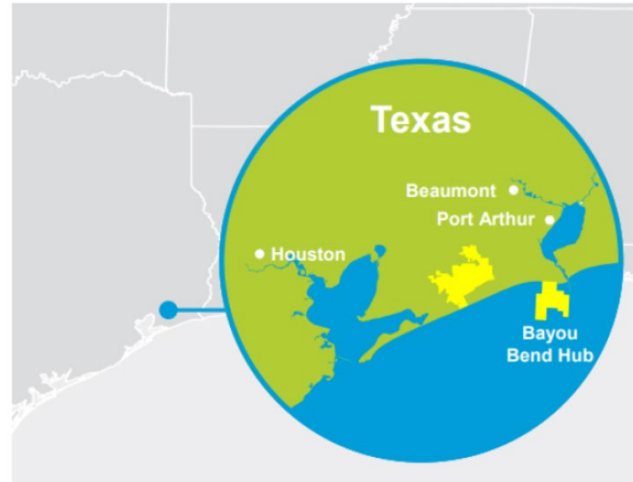 Texas
Beaumont
Port Arthur
Houston
Bayou
Bend Hub